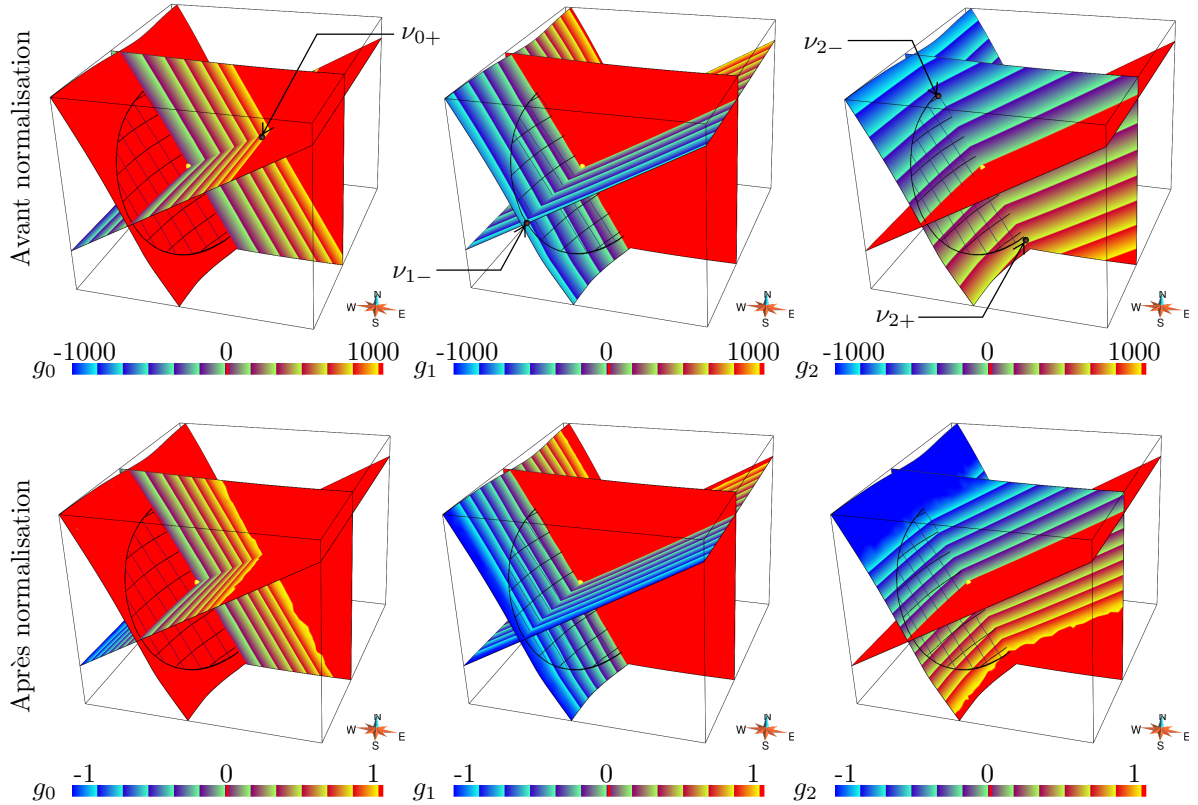 Avant normalisation
ν0+
ν1−
ν2−
ν2+
N
W E
S
N
W E
S
N
W E
S
g0 -1000 0 1000
g1 -1000 0 1000
g2 -1000 0 1000
Après normalisation
N
W E
S
N
W E
S
N
W E
S
g0 -1 0 1
g1 -1 0 1
g2 -1 0 1